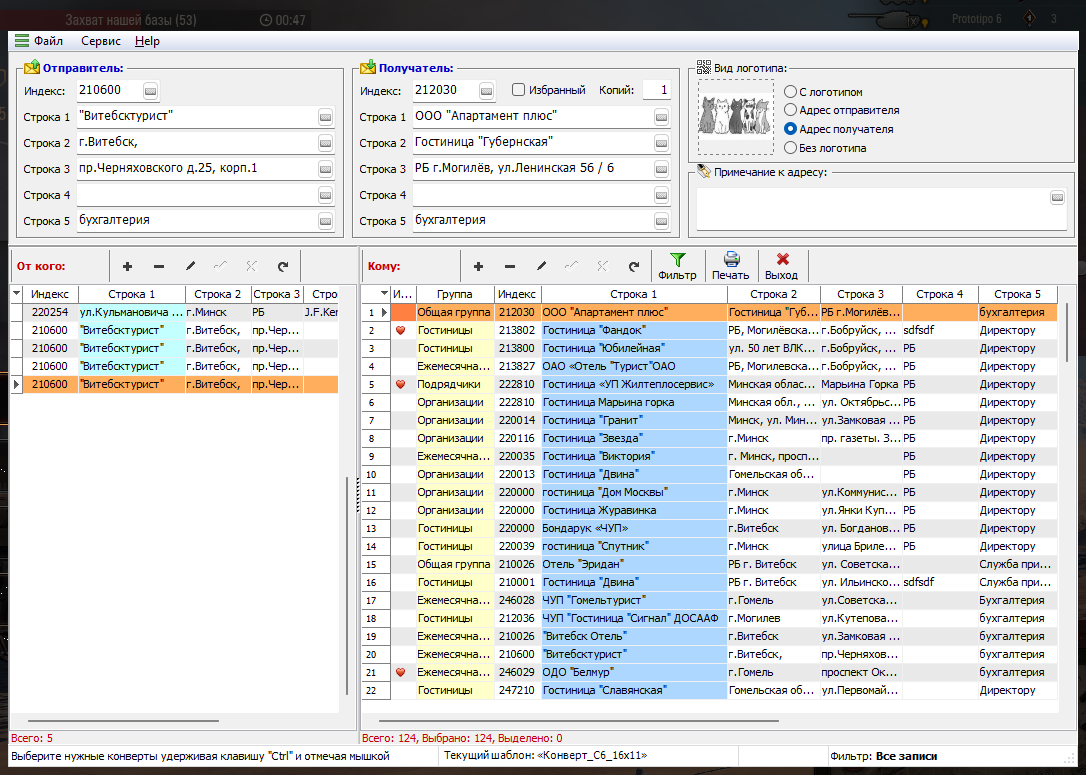 Захват нашей базы (53) 00:47 Prototipo 6 3
Файл Сервис Help
Отправитель:
Индекс: 210600
Строка 1 "Витебсктурист"
Строка 2 г.Витебск,
Строка 3 пр.Черняховского д.25, корп.1
Строка 4
Строка 5 бухгалтерия
Получатель:
Индекс: 212030 Избранный Копий: 1
Строка 1 ООО "Апартамент плюс"
Строка 2 Гостиница "Губернская"
Строка 3 РБ г.Могилёв, ул.Ленинская 56 / 6
Строка 4
Строка 5 бухгалтерия
Вид логотипа:
С логотипом
Адрес отправителя
Адрес получателя
Без логотипа
Примечание к адресу:
От кого:
Индекс Строка 1 Строка 2 Строка 3 Стро
220254 ул.Кульмановича ... г.Минск РБ J.F.Ker
210600 "Витебсктурист" г.Витебск, пр.Чер...
210600 "Витебсктурист" г.Витебск, пр.Чер...
210600 "Витебсктурист" г.Витебск, пр.Чер...
210600 "Витебсктурист" г.Витебск, пр.Чер...
Всего: 5
Кому: Фильтр Печать Выход
И... Группа Индекс Строка 1 Строка 2 Строка 3 Строка 4 Строка 5
1 Общая группа 212030 ООО "Апартамент плюс" Гостиница "Губ... РБ г.Могилёв... бухгалтерия
2 Гостиницы 213802 Гостиница "Фандок" РБ, Могилёвска... г.Бобруйск, ... sdfsdf Директору
3 Гостиницы 213800 Гостиница "Юбилейная" ул. 50 лет ВЛК... г.Бобруйск, ... РБ Директору
4 Ежемесячна... 213827 ОАО «Отель "Турист"ОАО РБ, Могилевска... г.Бобруйск, ... РБ Директору
5 Подрядчики 222810 Гостиница «УП Жилтеплосервис» Минская облас... Марьина Горка РБ Директору
6 Организации 222810 Гостиница Марьина горка Минская обл., ... ул. Октябрьс... РБ Директору
7 Организации 220014 Гостиница "Гранит" Минск, ул. Мин... ул.Замковая ... РБ Директору
8 Организации 220116 Гостиница "Звезда" г.Минск пр. газеты. З... РБ Директору
9 Ежемесячна... 220035 Гостиница "Виктория" г. Минск, просп... РБ Директору
10 Организации 220013 Гостиница "Двина" Гомельская об... РБ Директору
11 Организации 220000 гостиница "Дом Москвы" г.Минск ул.Коммунис... РБ Директору
12 Организации 220000 Гостиница Журавинка г.Минск ул.Янки Куп... РБ Директору
13 Гостиницы 220000 Бондарук «ЧУП» г.Витебск ул. Богданов... РБ Директору
14 Гостиницы 220039 гостиница "Спутник" г.Минск улица Бриле... РБ Директору
15 Общая группа 210026 Отель "Эридан" РБ г. Витебск ул. Советска... Служба при...
16 Гостиницы 210001 Гостиница "Двина" РБ г. Витебск ул. Ильинско... sdfsdf Служба при...
17 Ежемесячна... 246028 ЧУП "Гомельтурист" г.Гомель ул.Советска... Бухгалтерия
18 Гостиницы 212036 ЧУП "Гостиница "Сигнал" ДОСААФ г.Могилев ул.Кутепова... бухгалтерия
19 Ежемесячна... 210026 "Витебск Отель" г.Витебск ул.Замковая ... бухгалтерия
20 Ежемесячна... 210600 "Витебсктурист" г.Витебск, пр.Черняхов... бухгалтерия
21 Ежемесячна... 246029 ОДО "Белмур" г.Гомель проспект Ок... бухгалтерия
22 Гостиницы 247210 Гостиница "Славянская" Гомельская об... ул.Первомай... Директору
Всего: 124, Выбрано: 124, Выделено: 0
Выберите нужные конверты удерживая клавишу "Ctrl" и отмечая мышкой Текущий шаблон: «Конверт_С6_16x11» Фильтр: Все записи